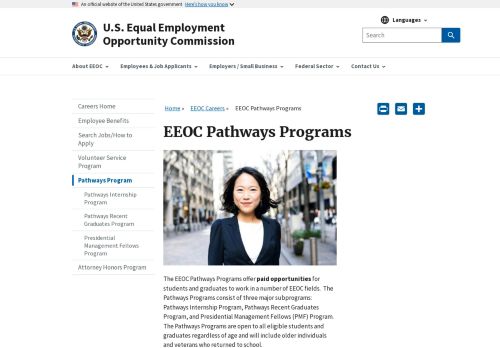 An official website of the United States government Here's how you know
U.S. Equal Employment
Opportunity Commission
Languages
Search
About EEOC Employees & Job Applicants Employers / Small Business Federal Sector Contact Us
Careers Home
Employee Benefits
Search Jobs/How to
Apply
Volunteer Service
Program
Pathways Program
Pathways Internship
Program
Pathways Recent
Graduates Program
Presidential
Management Fellows
Program
Attorney Honors Program
Home » EEOC Careers » EEOC Pathways Programs
EEOC Pathways Programs
The EEOC Pathways Programs offer paid opportunities for
students and graduates to work in a number of EEOC fields. The
Pathways Programs consist of three major subprograms:
Pathways Internship Program, Pathways Recent Graduates
Program, and Presidential Management Fellows (PMF) Program.
The Pathways Programs are open to all eligible students and
graduates regardless of age and will include older individuals
and veterans who returned to school.